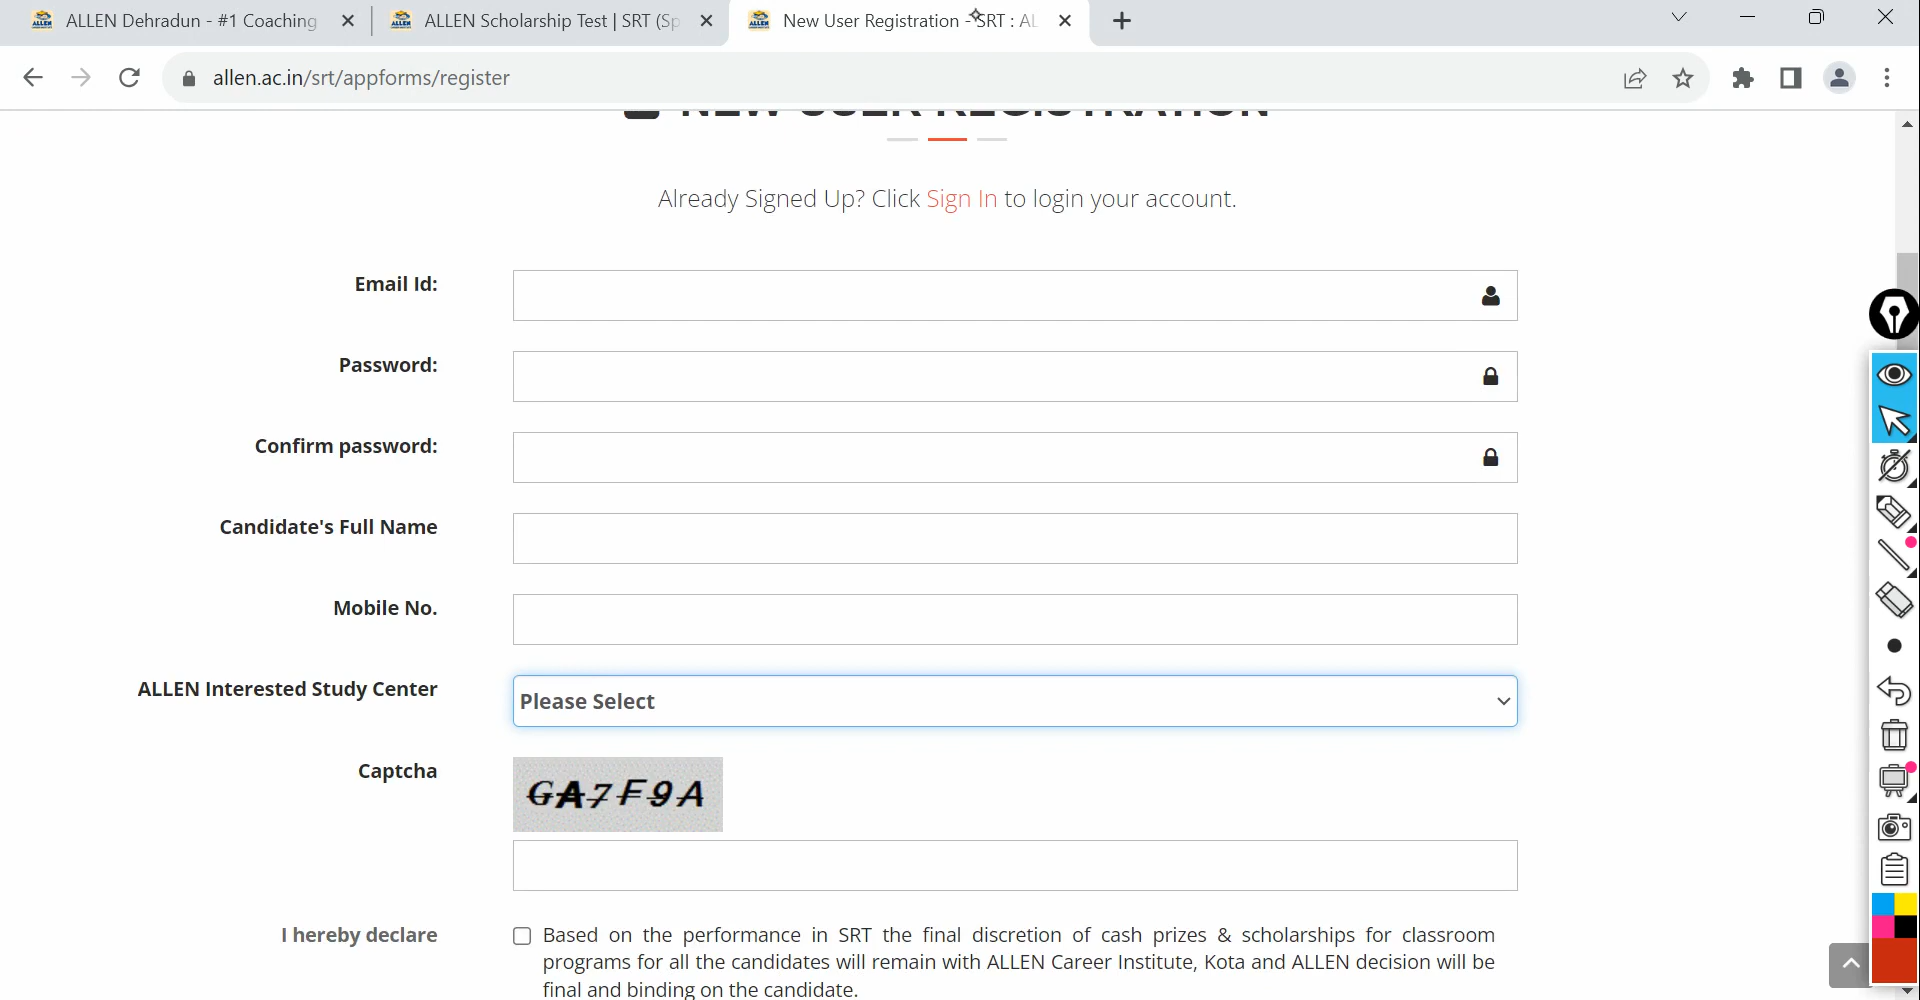 ALLEN Dehradun - #1 Coaching
ALLEN Scholarship Test | SRT (Sp
New User Registration - SRT : AL
allen.ac.in/srt/appforms/register
NEW USER REGISTRATION
Already Signed Up? Click Sign In to login your account.
Email Id:
Password:
Confirm password:
Candidate's Full Name
Mobile No.
ALLEN Interested Study Center
Please Select
Captcha
GA7F9A
I hereby declare
Based on the performance in SRT the final discretion of cash prizes & scholarships for classroom
programs for all the candidates will remain with ALLEN Career Institute, Kota and ALLEN decision will be
final and binding on the candidate.